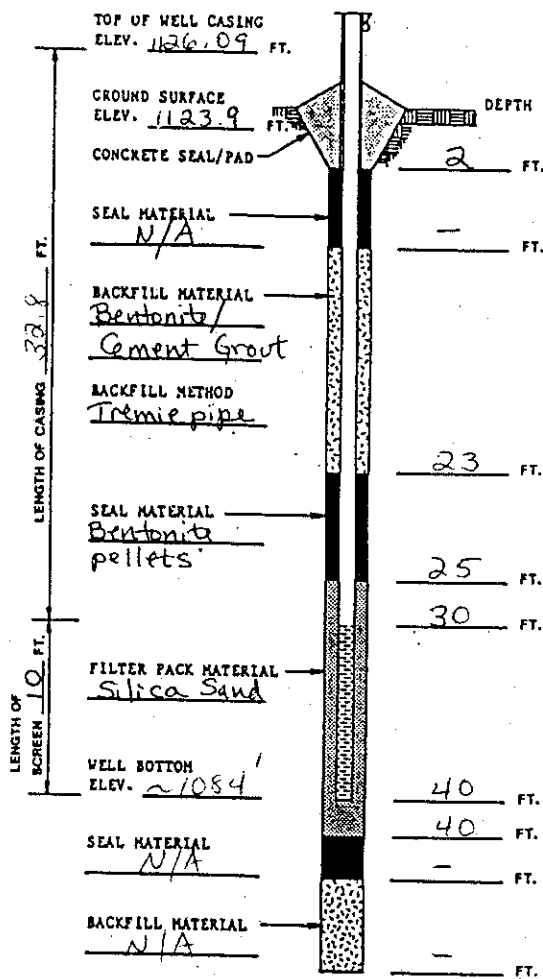 TOP OF WELL CASING
ELEV. 1126.09 FT.
GROUND SURFACE
ELEV. 1123.9 FT.
DEPTH
CONCRETE SEAL/PAD
2 FT.
SEAL MATERIAL
N/A
- FT.
BACKFILL MATERIAL
Bentonite/
Cement Grout
BACKFILL METHOD
Tremie pipe
LENGTH OF CASING 32.8 FT.
23 FT.
SEAL MATERIAL
Bentonite
pellets
25 FT.
30 FT.
FILTER PACK MATERIAL
Silica Sand
LENGTH OF
SCREEN 10 FT.
WELL BOTTOM
ELEV. ~1084'
40 FT.
40 FT.
SEAL MATERIAL
N/A
- FT.
BACKFILL MATERIAL
N/A
- FT.